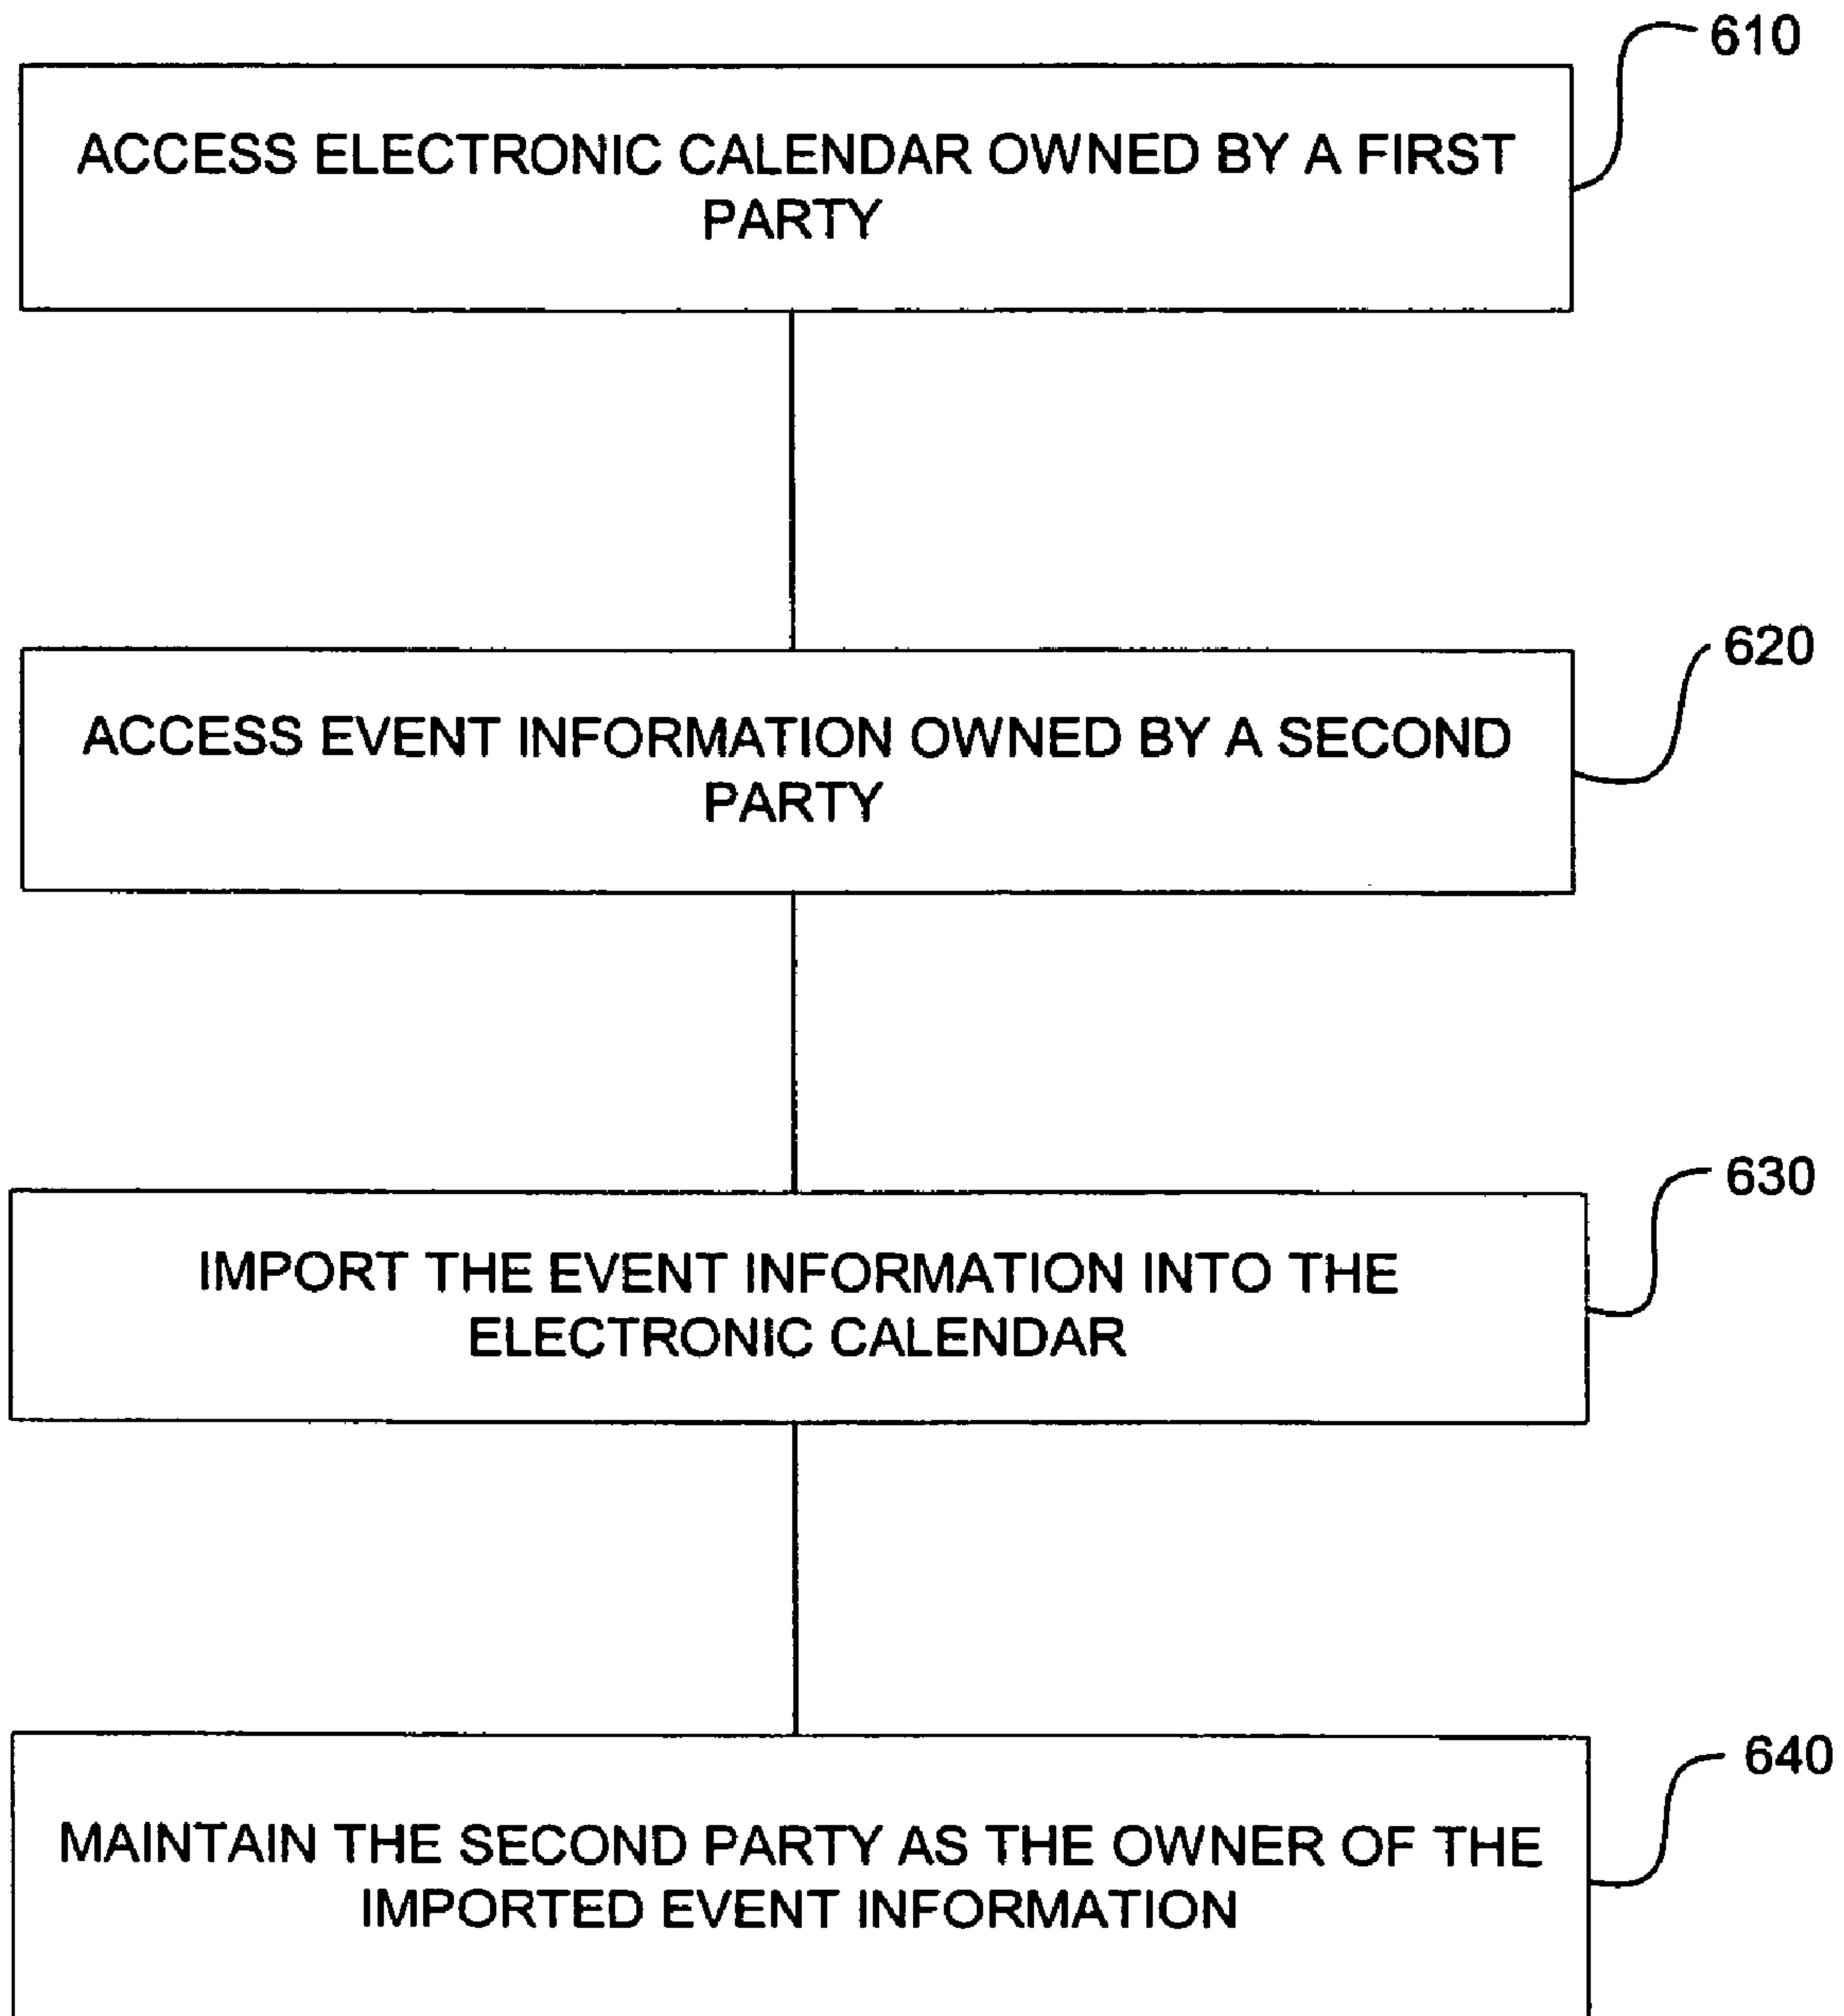 610
ACCESS ELECTRONIC CALENDAR OWNED BY A FIRST
PARTY
620
ACCESS EVENT INFORMATION OWNED BY A SECOND
PARTY
630
IMPORT THE EVENT INFORMATION INTO THE
ELECTRONIC CALENDAR
640
MAINTAIN THE SECOND PARTY AS THE OWNER OF THE
IMPORTED EVENT INFORMATION